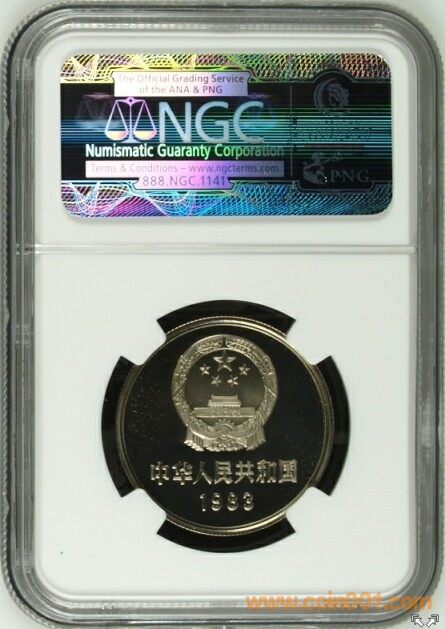 The Official Grading Service
of the ANA & PNG
NGC
Numismatic Guaranty Corporation
Terms & Conditions – www.ngcterms.com
888.NGC.1141
PNG
中华人民共和国
1983
www.coin001.com